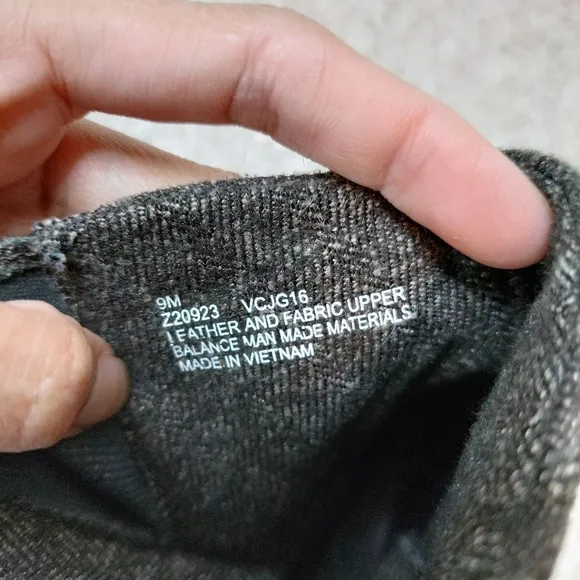 9M
Z20923 VCJG16
LEATHER AND FABRIC UPPER
BALANCE MAN MADE MATERIALS
MADE IN VIETNAM